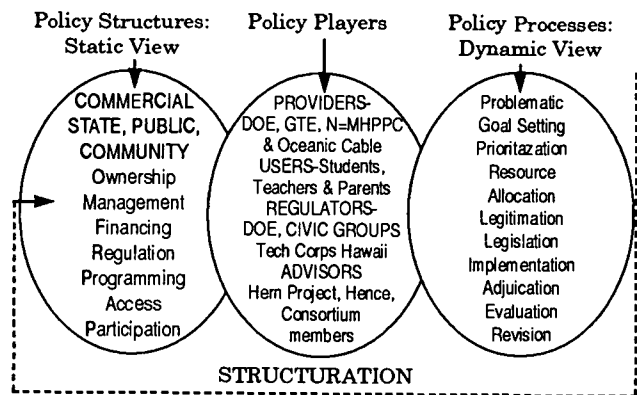 Policy Structures:
Static View
COMMERCIAL
STATE, PUBLIC,
COMMUNITY
Ownership
Management
Financing
Regulation
Programming
Access
Participation
Policy Players
PROVIDERS-
DOE, GTE, N=MHPPC
& Oceanic Cable
USERS-Students,
Teachers & Parents
REGULATORS-
DOE, CIVIC GROUPS
Tech Corps Hawaii
ADVISORS
Hern Project, Hence,
Consortium
members
Policy Processes:
Dynamic View
Problematic
Goal Setting
Prioritazation
Resource
Allocation
Legitimation
Legislation
Implementation
Adjuication
Evaluation
Revision
STRUCTURATION